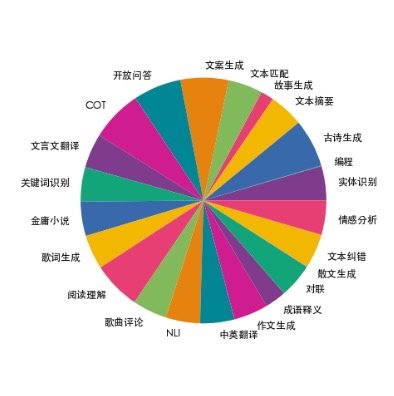 文案生成
文本匹配
故事生成
文本摘要
古诗生成
编程
实体识别
情感分析
文本纠错
散文生成
对联
成语释义
作文生成
中英翻译
NLI
歌曲评论
阅读理解
歌词生成
金庸小说
关键词识别
文言文翻译
COT
开放问答